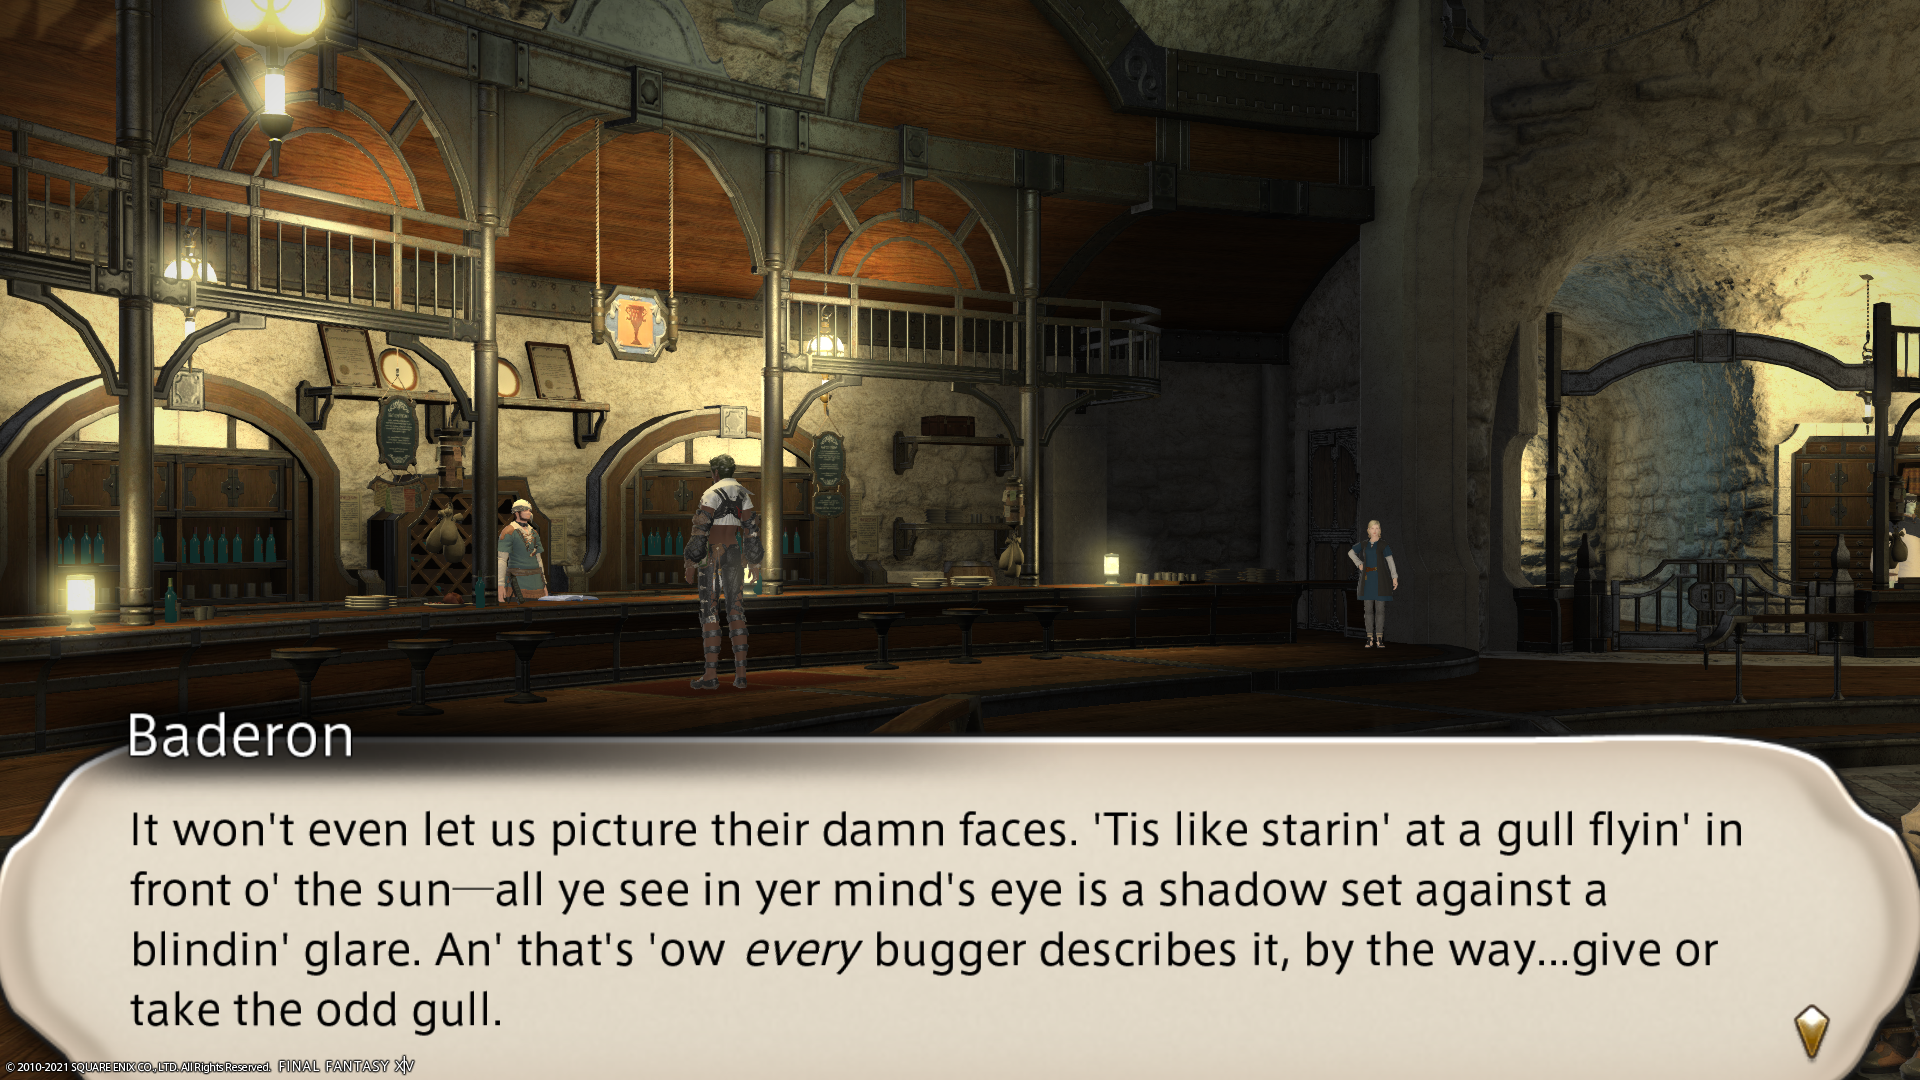 Baderon
It won't even let us picture their damn faces. 'Tis like starin' at a gull flyin' in
front o' the sun—all ye see in yer mind's eye is a shadow set against a
blindin' glare. An' that's 'ow every bugger describes it, by the way...give or
take the odd gull.
© 2010-2021 SQUARE ENIX CO., LTD. All Rights Reserved. FINAL FANTASY XIV